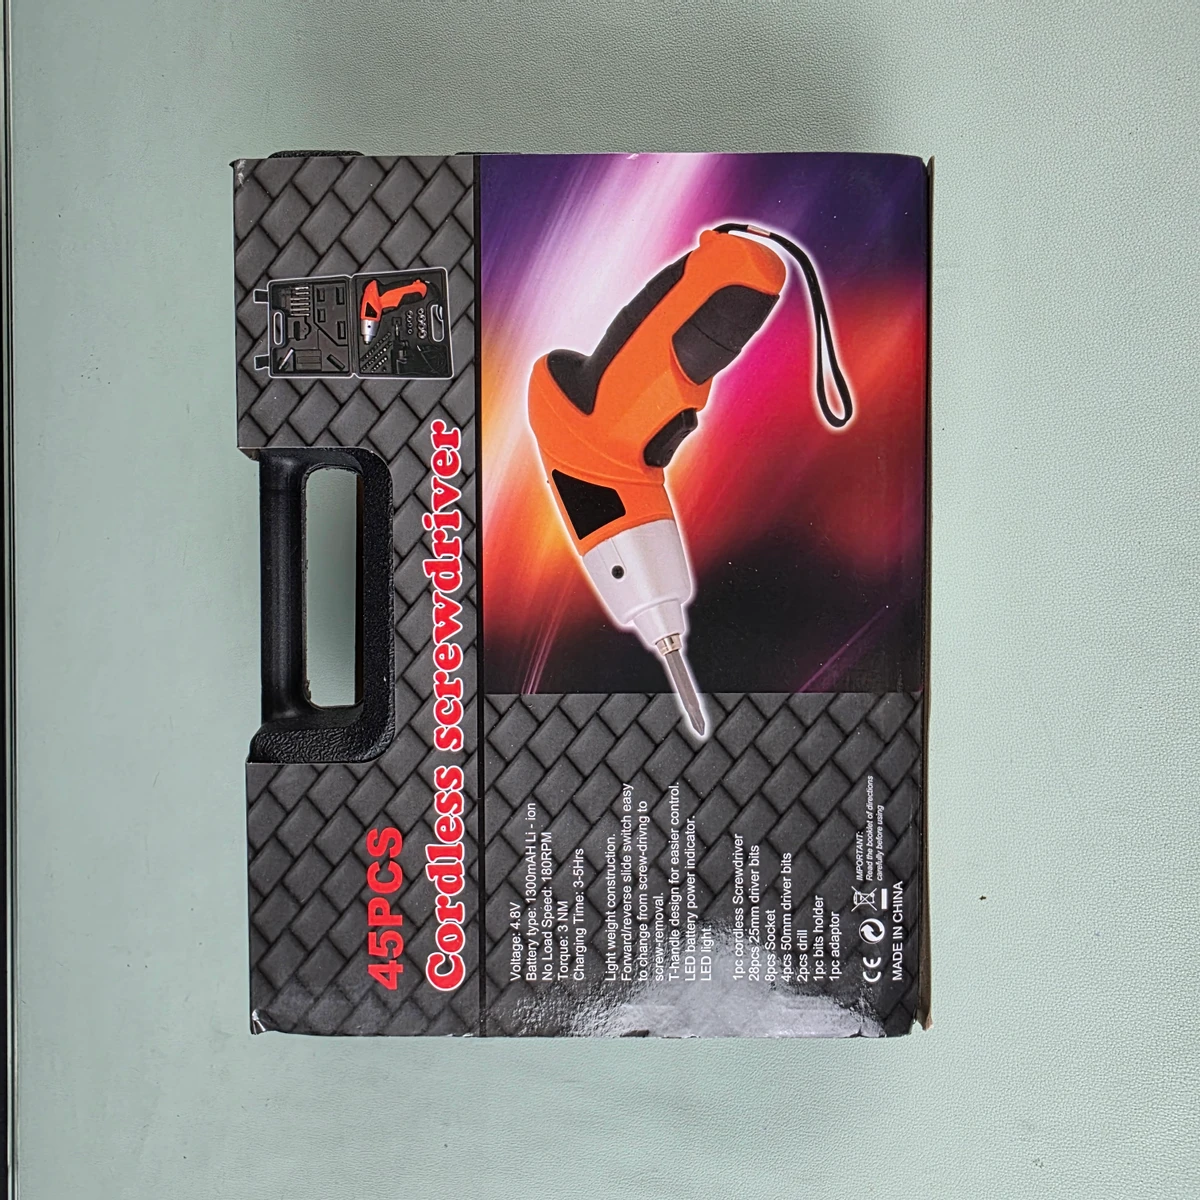 45PCS
Cordless screwdriver
Voltage: 4.8V
Battery type: 1300mAH Li - ion
No Load Speed: 180RPM
Torque: 3 NM
Charging Time: 3-5Hrs
Light weight construction.
Forward/reverse slide switch easy
to change from screw-drivng to
screw-removal.
T-handle design for easier control.
LED battery power indicator.
LED light.
1pc cordless Screwdriver
28pcs 25mm driver bits
8pcs Socket
4pcs 50mm driver bits
2pcs drill
1pc bits holder
1pc adaptor
CE
IMPORTANT:
Read the booklet of directions
carefully before using
MADE IN CHINA